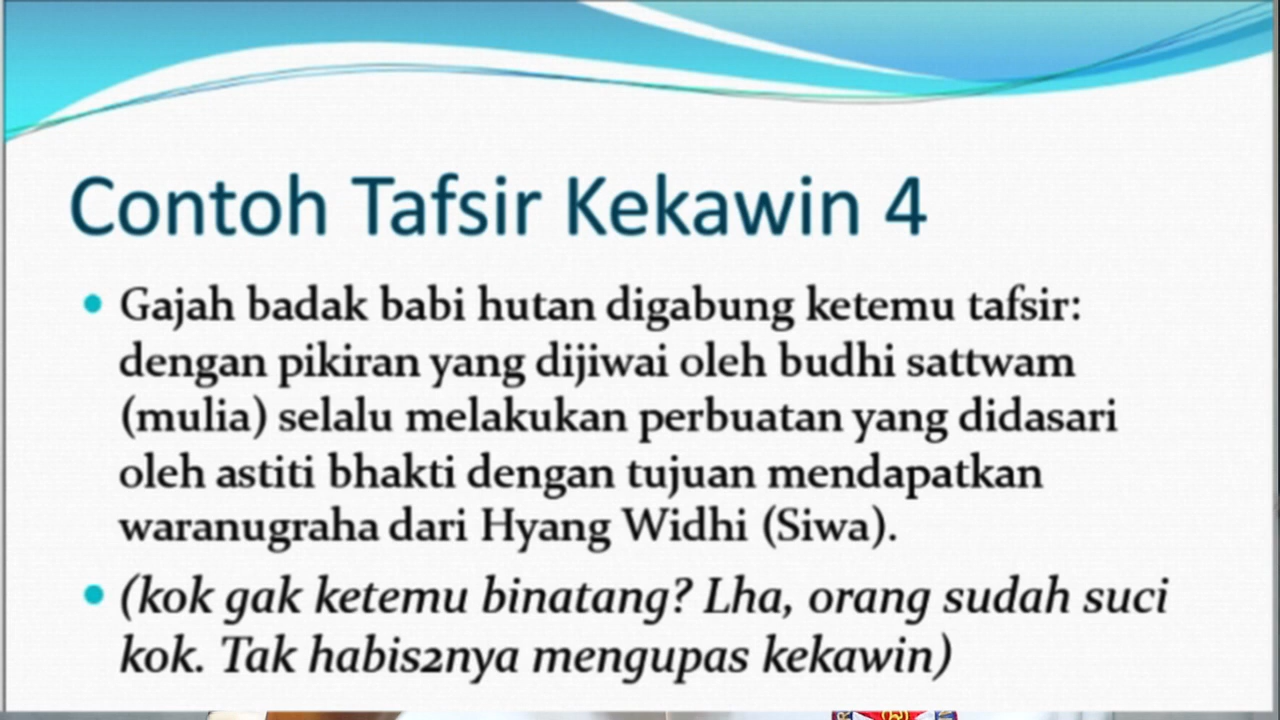 Contoh Tafsir Kekawin 4
Gajah badak babi hutan digabung ketemu tafsir:
dengan pikiran yang dijiwai oleh budhi sattwam
(mulia) selalu melakukan perbuatan yang didasari
oleh astiti bhakti dengan tujuan mendapatkan
waranugraha dari Hyang Widhi (Siwa).
(kok gak ketemu binatang? Lha, orang sudah suci
kok. Tak habis2nya mengupas kekawin)